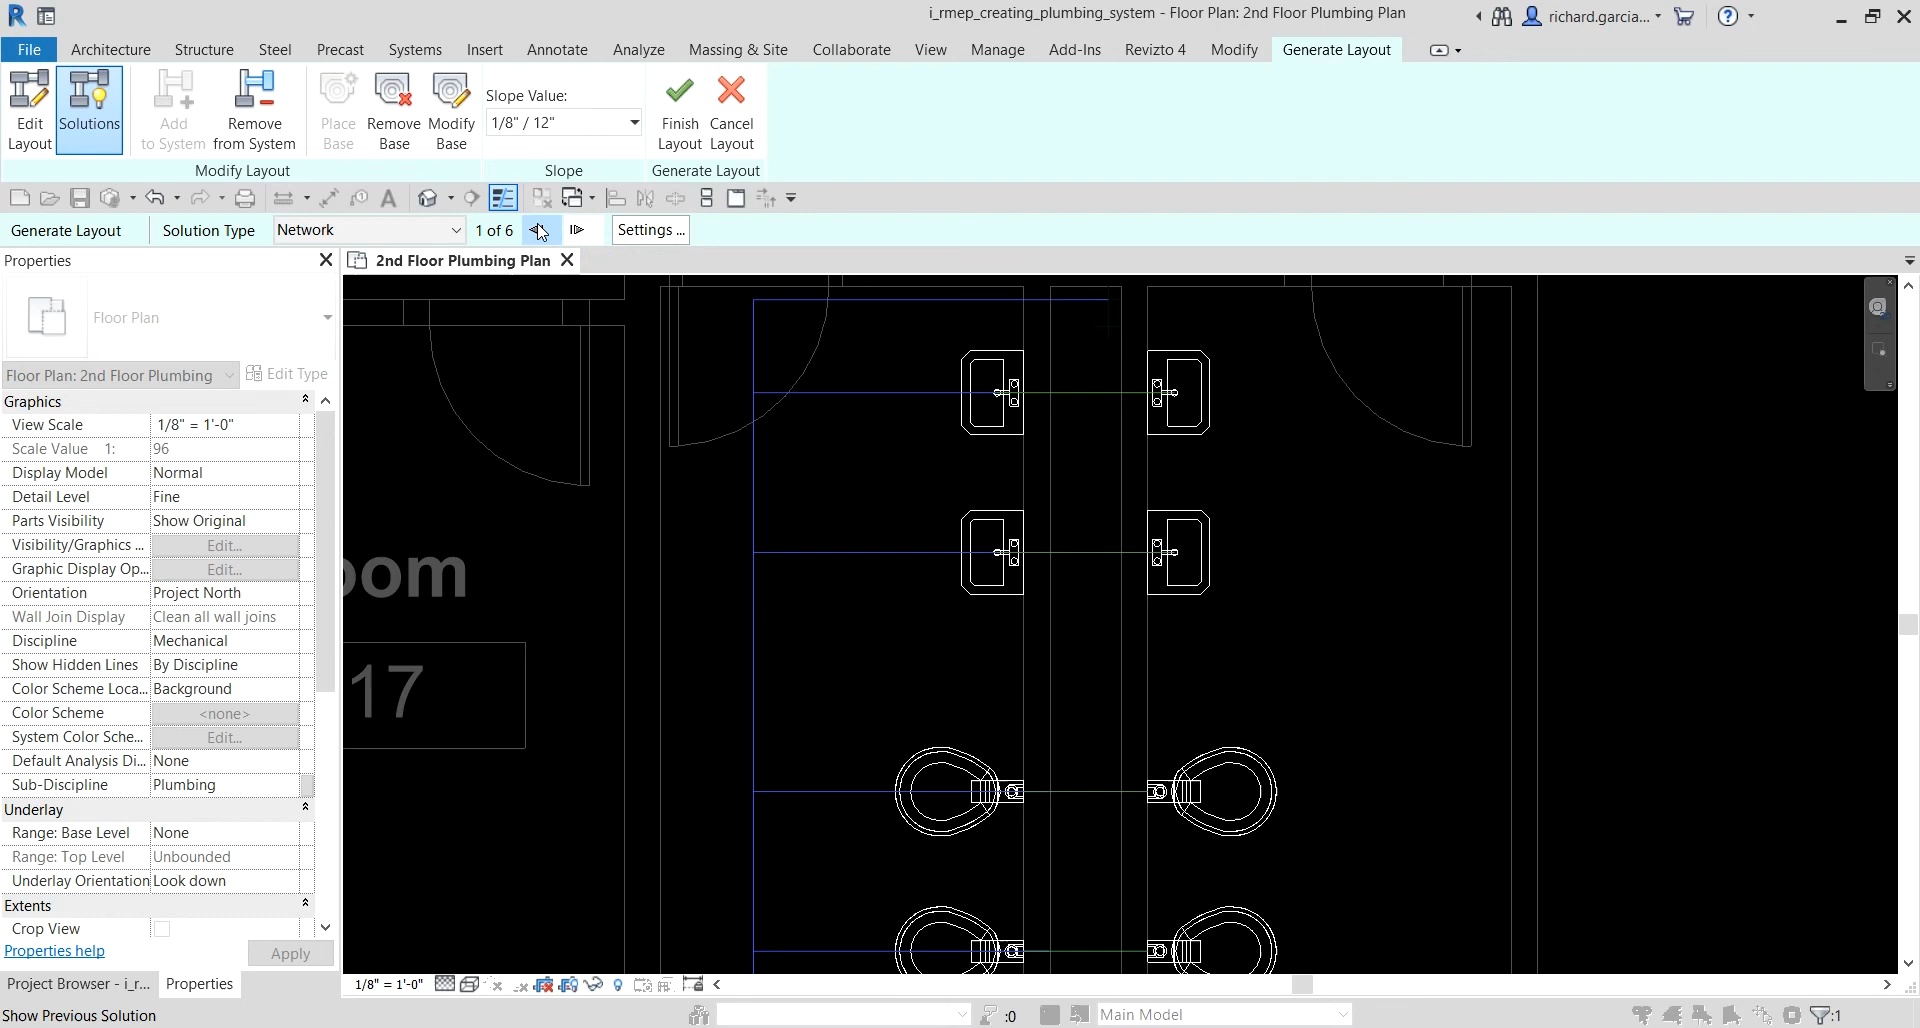 i_rmep_creating_plumbing_system - Floor Plan: 2nd Floor Plumbing Plan
richard.garcia...
File Architecture Structure Steel Precast Systems Insert Annotate Analyze Massing & Site Collaborate View Manage Add-Ins Revizto 4 Modify Generate Layout
Edit Layout
Solutions
Add to System
Remove from System
Place Base
Remove Base
Modify Base
Slope Value:
1/8" / 12"
Finish Layout
Cancel Layout
Modify Layout
Slope
Generate Layout
Generate Layout Solution Type Network 1 of 6 Settings ...
Properties
2nd Floor Plumbing Plan
Floor Plan
Floor Plan: 2nd Floor Plumbing Edit Type
Graphics
View Scale 1/8" = 1'-0"
Scale Value 1: 96
Display Model Normal
Detail Level Fine
Parts Visibility Show Original
Visibility/Graphics ... Edit...
Graphic Display Op... Edit...
Orientation Project North
Wall Join Display Clean all wall joins
Discipline Mechanical
Show Hidden Lines By Discipline
Color Scheme Loca... Background
Color Scheme <none>
System Color Sche... Edit...
Default Analysis Di... None
Sub-Discipline Plumbing
Underlay
Range: Base Level None
Range: Top Level Unbounded
Underlay Orientation Look down
Extents
Crop View
Properties help Apply
Project Browser - i_r... Properties
oom
17
1/8" = 1'-0"
Show Previous Solution
:0
Main Model
:1